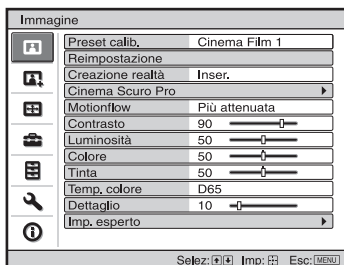 Immagine
Preset calib. Cinema Film 1
Reimpostazione
Creazione realtà Inser.
Cinema Scuro Pro
Motionflow Più attenuata
Contrasto 90
Luminosità 50
Colore 50
Tinta 50
Temp. colore D65
Dettaglio 10
Imp. esperto
Selez: Imp: Esc: MENU